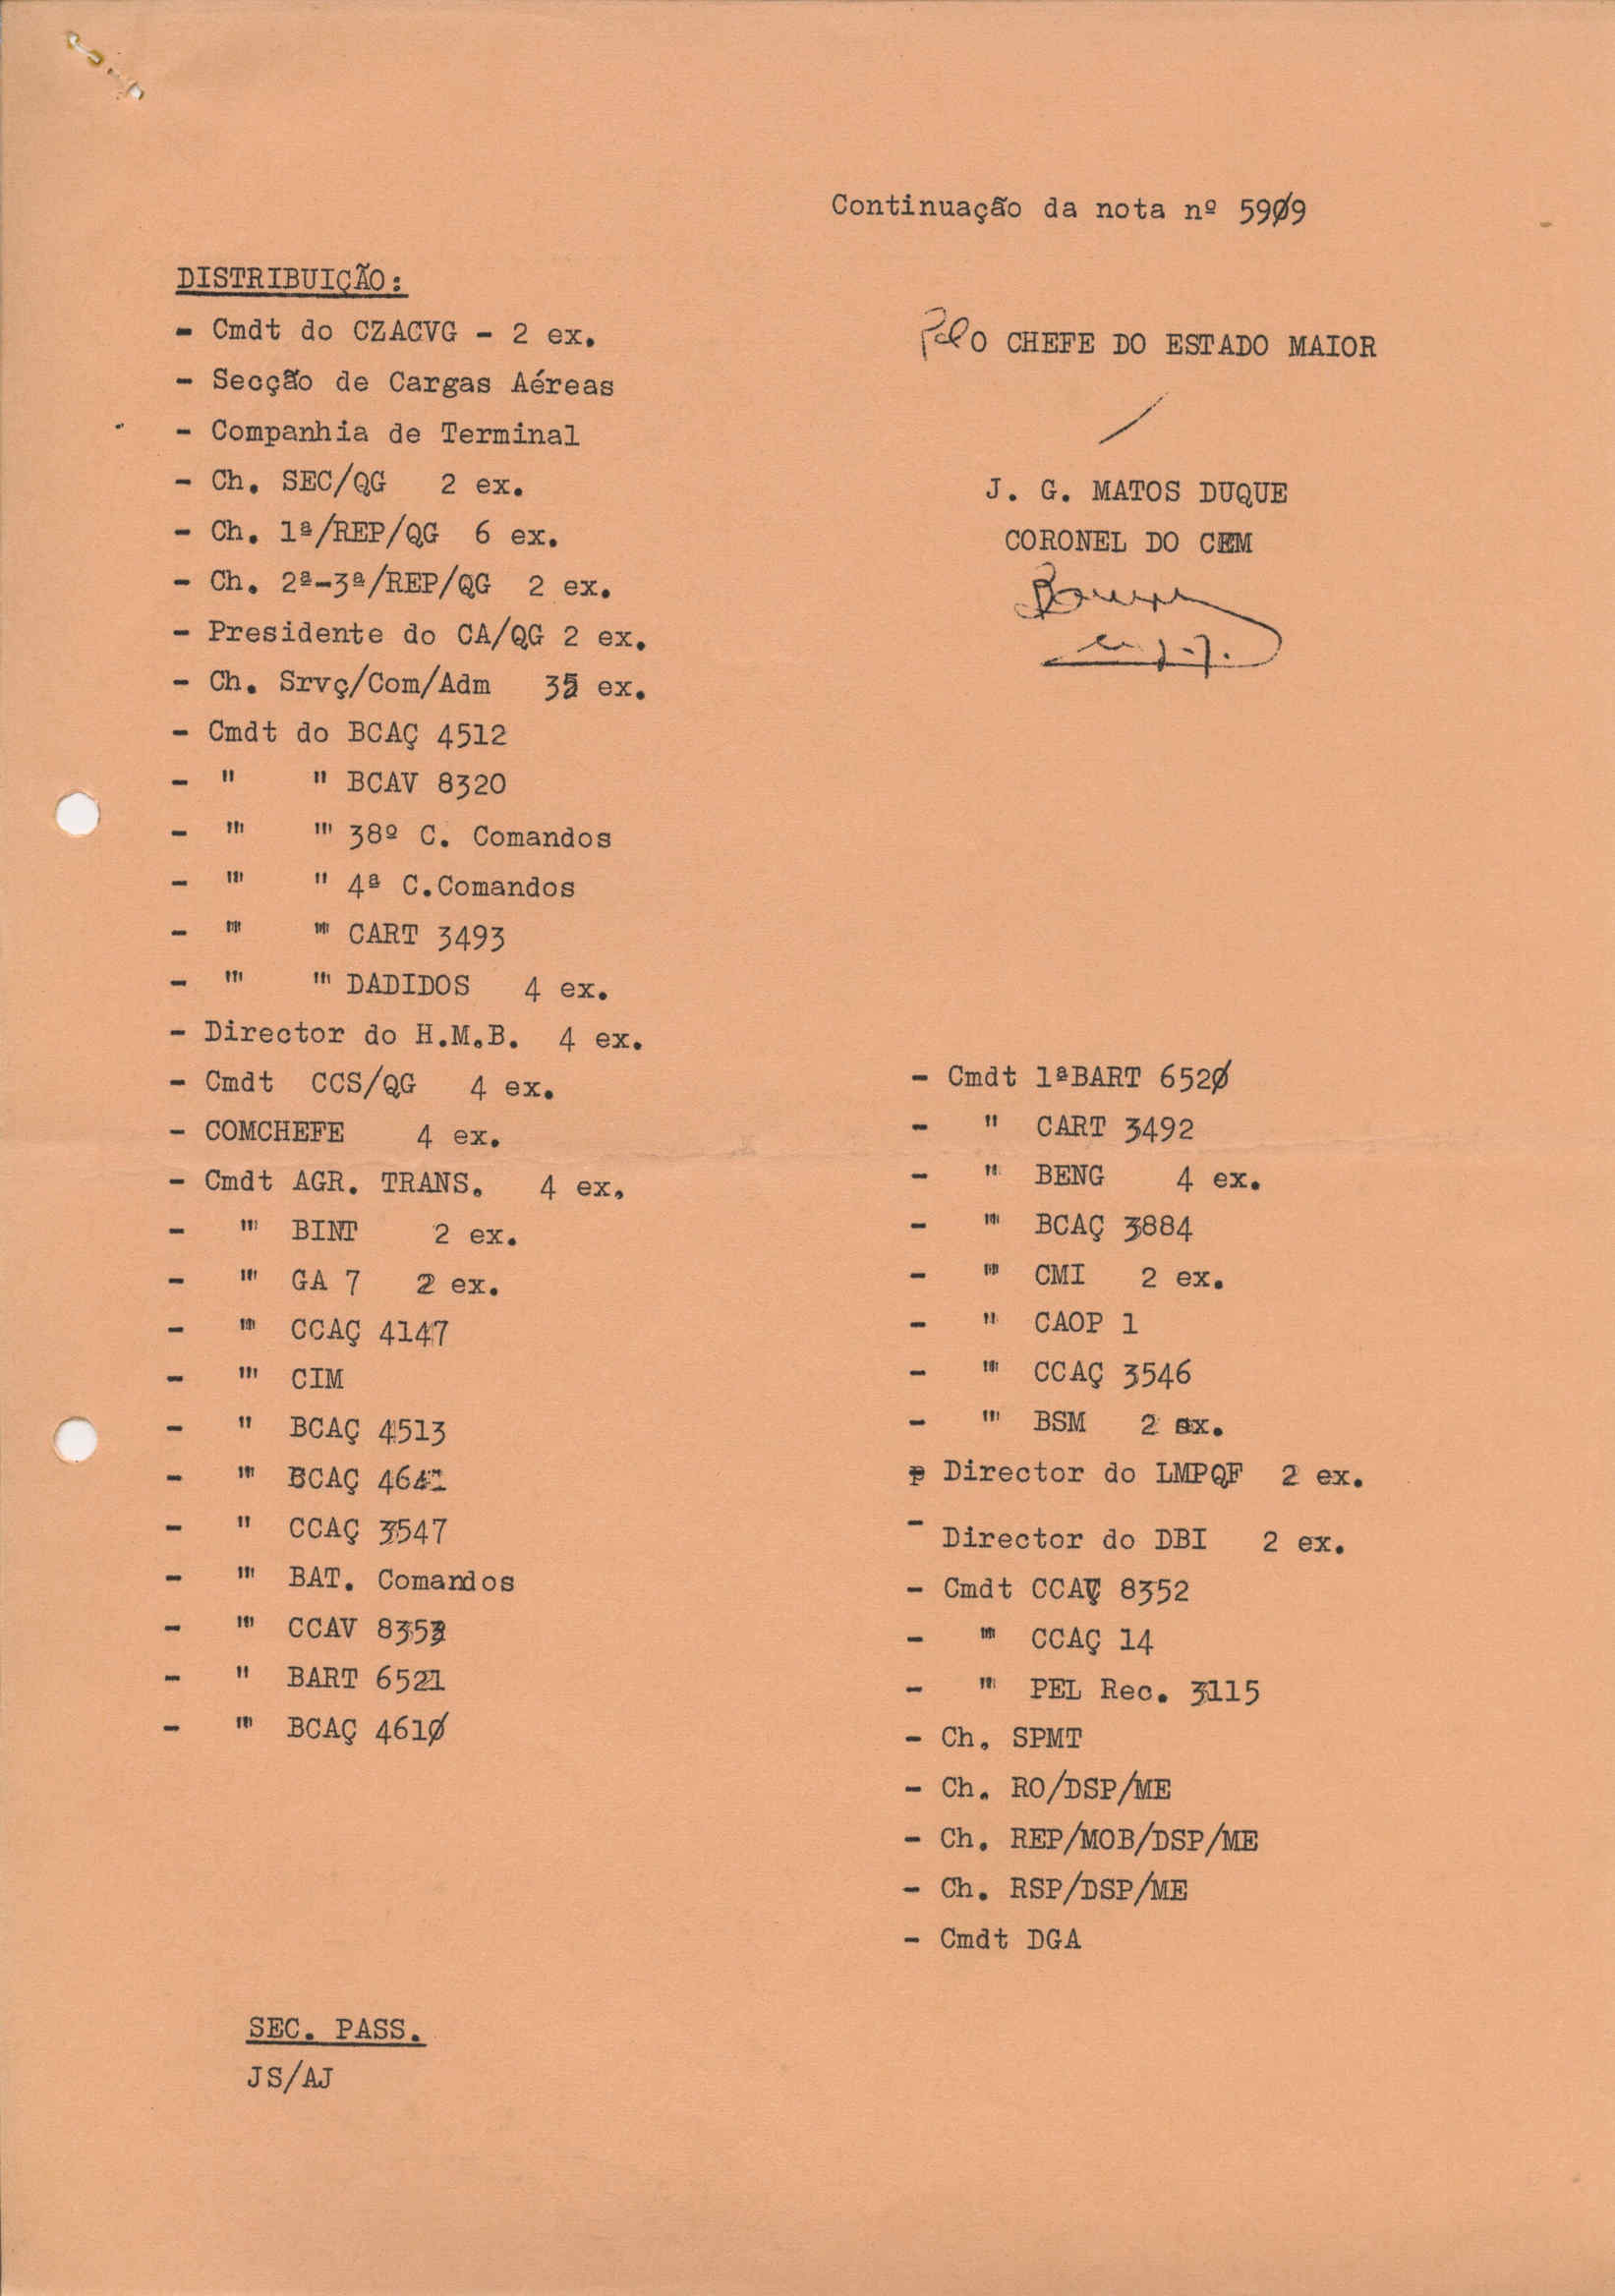 Continuação da nota nº 59Ø9
DISTRIBUIÇÃO:
- Cmdt do CZACVG - 2 ex.
- Secção de Cargas Aéreas
- Companhia de Terminal
- Ch. SEC/QG 2 ex.
- Ch. 1ª/REP/QG 6 ex.
- Ch. 2ª-3ª/REP/QG 2 ex.
- Presidente do CA/QG 2 ex.
- Ch. Srvç/Com/Adm ex.
- Cmdt do BCAÇ 4512
- " " BCAV 8320
- " " 38º C. Comandos
- " " 4ª C.Comandos
- " " CART 3493
- " " DADIDOS 4 ex.
- Director do H.M.B. 4 ex.
- Cmdt CCS/QG 4 ex.
- COMCHEFE 4 ex.
- Cmdt AGR. TRANS. 4 ex.
- " BINT 2 ex.
- " GA 7 2 ex.
- " CCAÇ 4147
- " CIM
- " BCAÇ 4513
- " BCAÇ
- " CCAÇ 3547
- " BAT. Comandos
- " CCAV
- " BART 6521
- " BCAÇ 461Ø
Pelo CHEFE DO ESTADO MAIOR
J. G. MATOS DUQUE
CORONEL DO CEM
- Cmdt 1ªBART 652Ø
- " CART 3492
- " BENG 4 ex.
- " BCAÇ 3884
- " CMI 2 ex.
- " CAOP 1
- " CCAÇ 3546
- " BSM 2 ex.
- Director do LMPQF 2 ex.
- Director do DBI 2 ex.
- Cmdt CCAV 8352
- " CCAÇ 14
- " PEL Rec. 3115
- Ch. SPMT
- Ch. RO/DSP/ME
- Ch. REP/MOB/DSP/ME
- Ch. RSP/DSP/ME
- Cmdt DGA
SEC. PASS.
JS/AJ